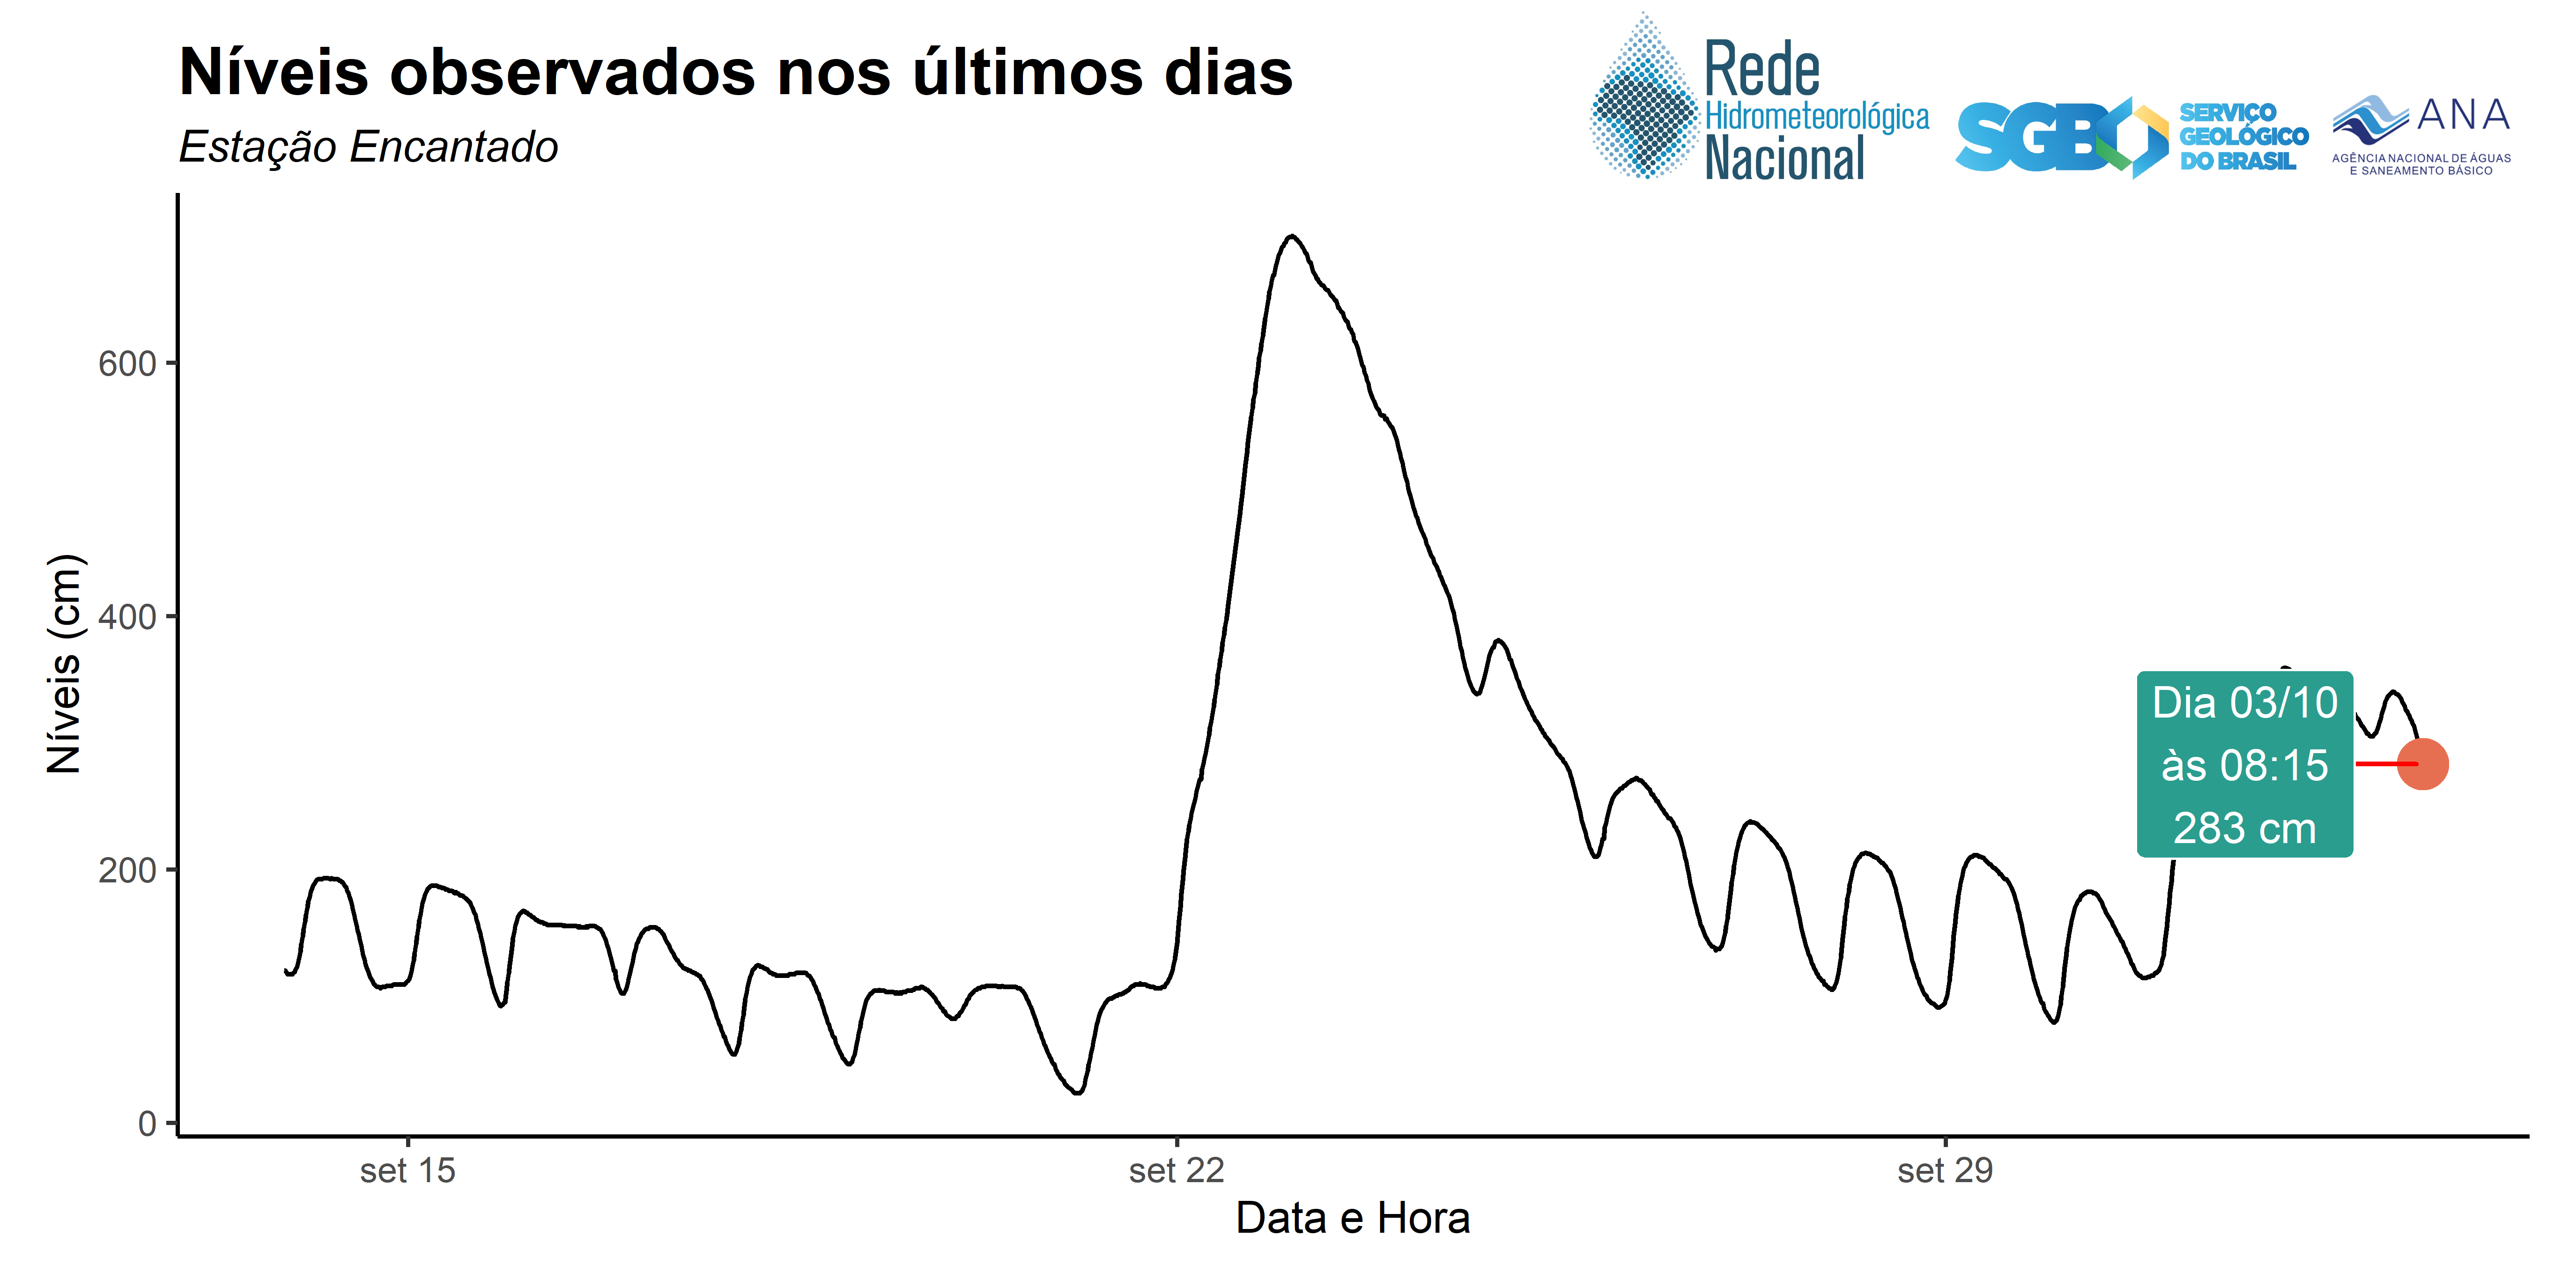 Níveis observados nos últimos dias
Estação Encantado
Rede
Hidrometeorológica
Nacional
SGB
SERVIÇO
GEOLÓGICO
DO BRASIL
ANA
AGÊNCIA NACIONAL DE ÁGUAS
E SANEAMENTO BÁSICO
Níveis (cm)
600
400
200
0
Dia 03/10
às 08:15
283 cm
set 15
set 22
set 29
Data e Hora